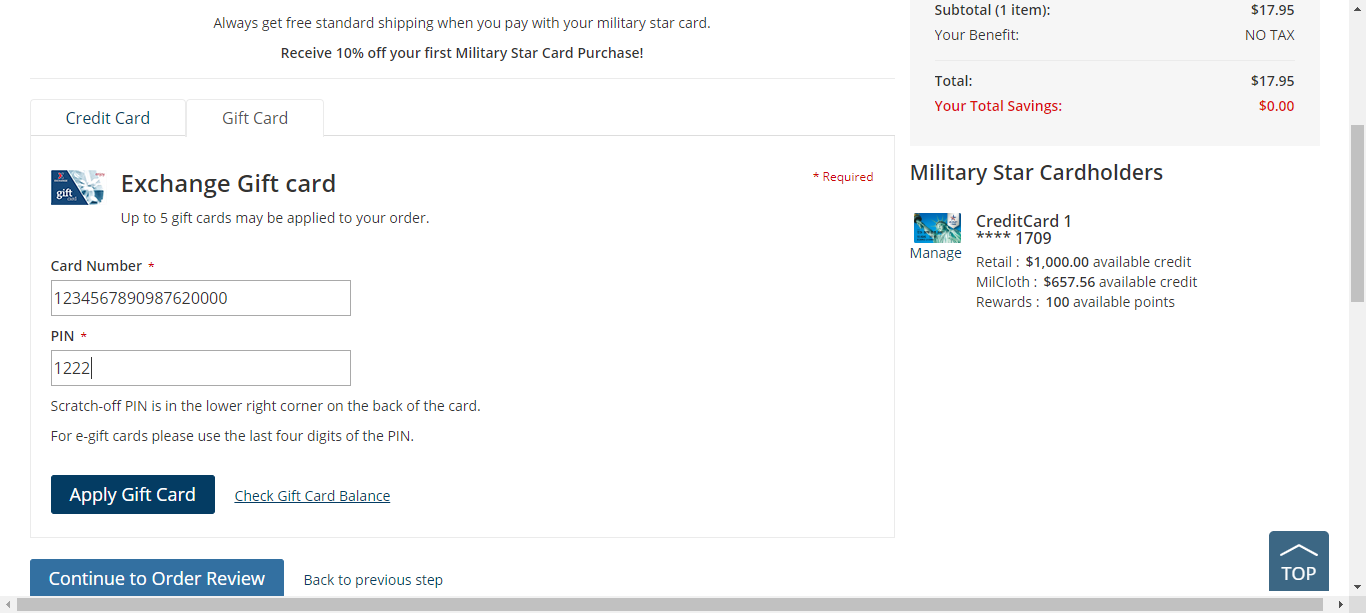 Always get free standard shipping when you pay with your military star card.
Receive 10% off your first Military Star Card Purchase!
Credit Card
Gift Card
gift
Exchange Gift card
* Required
Up to 5 gift cards may be applied to your order.
Card Number *
1234567890987620000
PIN *
1222
Scratch-off PIN is in the lower right corner on the back of the card.
For e-gift cards please use the last four digits of the PIN.
Apply Gift Card
Check Gift Card Balance
Continue to Order Review
Back to previous step
Subtotal (1 item): $17.95
Your Benefit: NO TAX
Total: $17.95
Your Total Savings: $0.00
Military Star Cardholders
Manage
CreditCard 1
**** 1709
Retail : $1,000.00 available credit
MilCloth : $657.56 available credit
Rewards : 100 available points
TOP